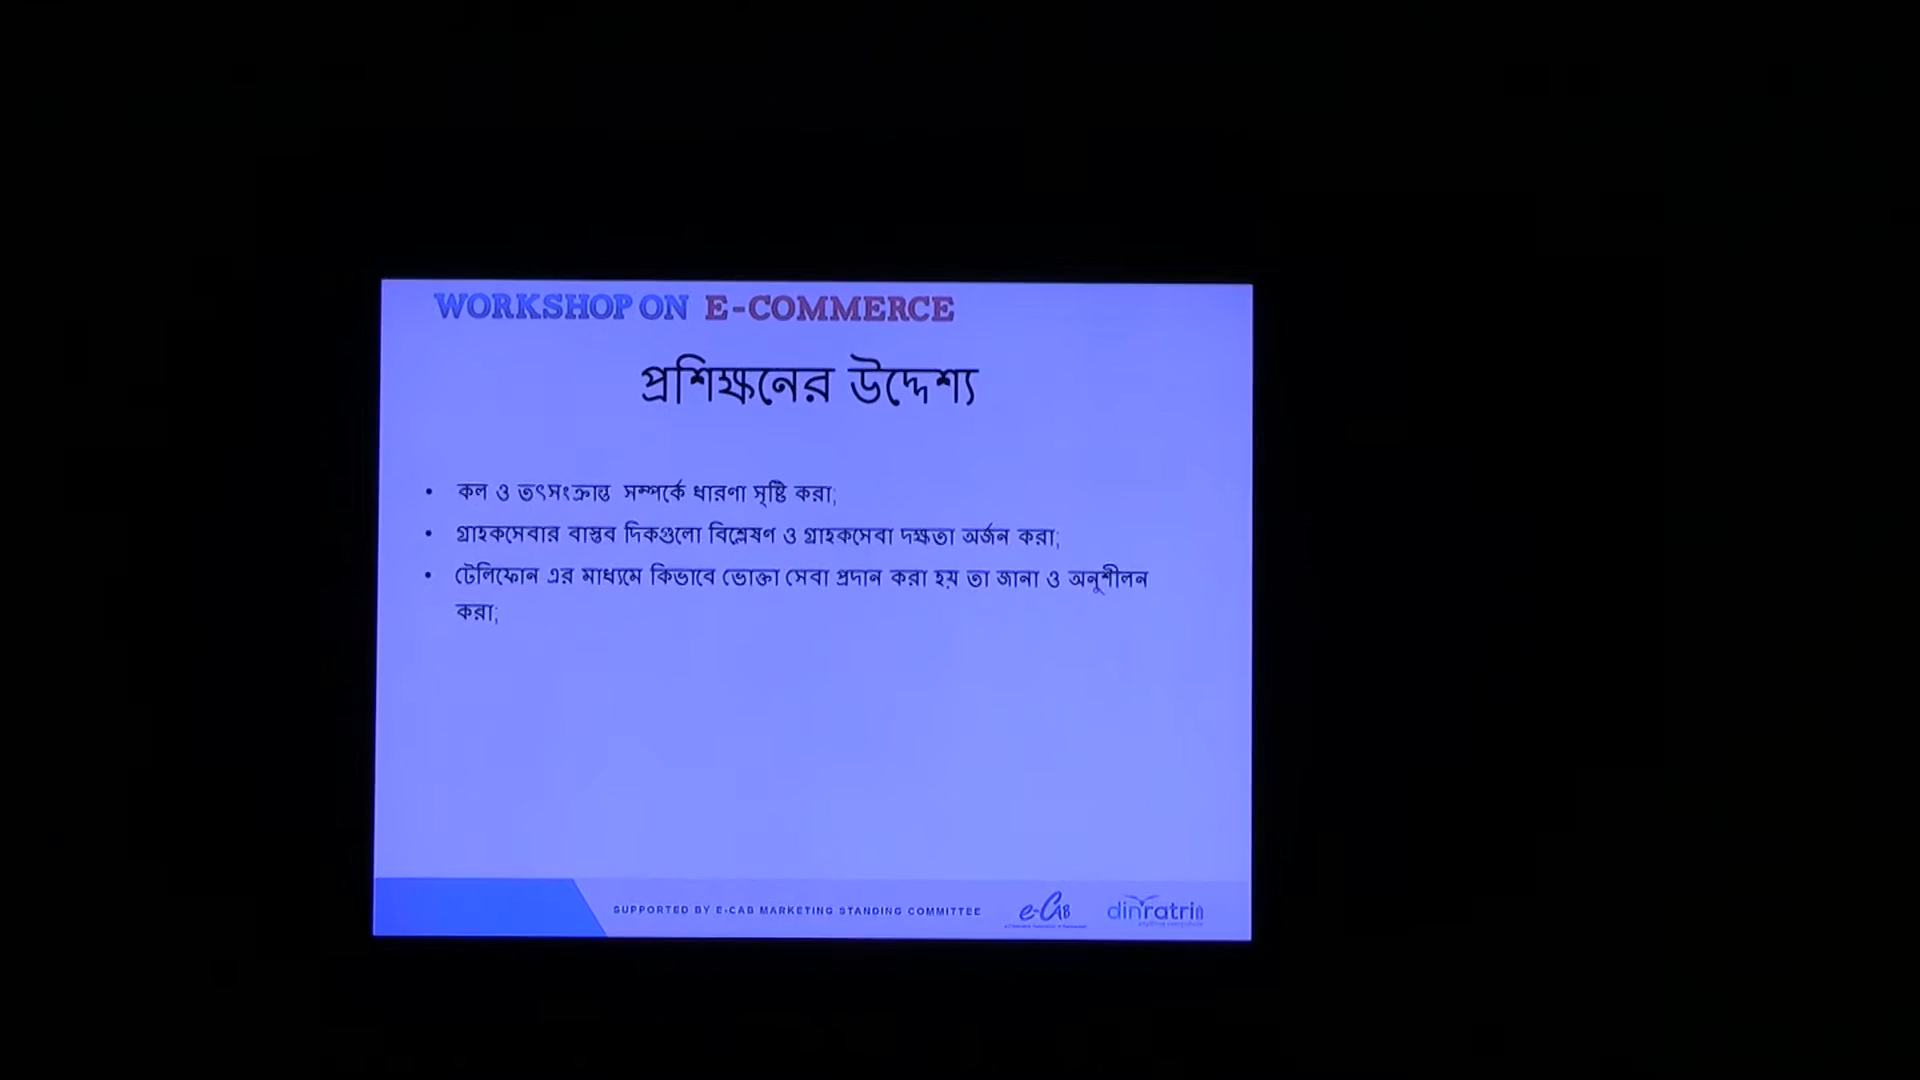 WORKSHOP ON E-COMMERCE
প্রশিক্ষনের উদ্দেশ্য
• কল ও তৎসংক্রান্ত সম্পর্কে ধারণা সৃষ্টি করা;
• গ্রাহকসেবার বাস্তব দিকগুলো বিশ্লেষণ ও গ্রাহকসেবা দক্ষতা অর্জন করা;
• টেলিফোন এর মাধ্যমে কিভাবে ভোক্তা সেবা প্রদান করা হয় তা জানা ও অনুশীলন
করা;
SUPPORTED BY E-CAB MARKETING STANDING COMMITTEE
e-CAB
dinratri